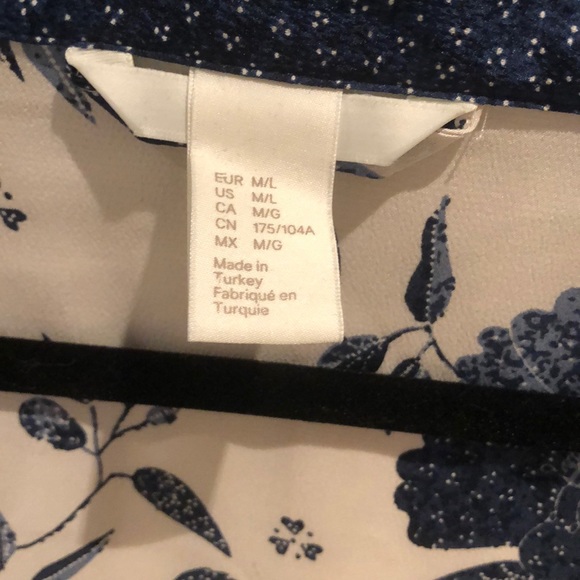 EUR M/L
US M/L
CA M/G
CN 175/104A
MX M/G
Made in
Turkey
Fabriqué en
Turquie